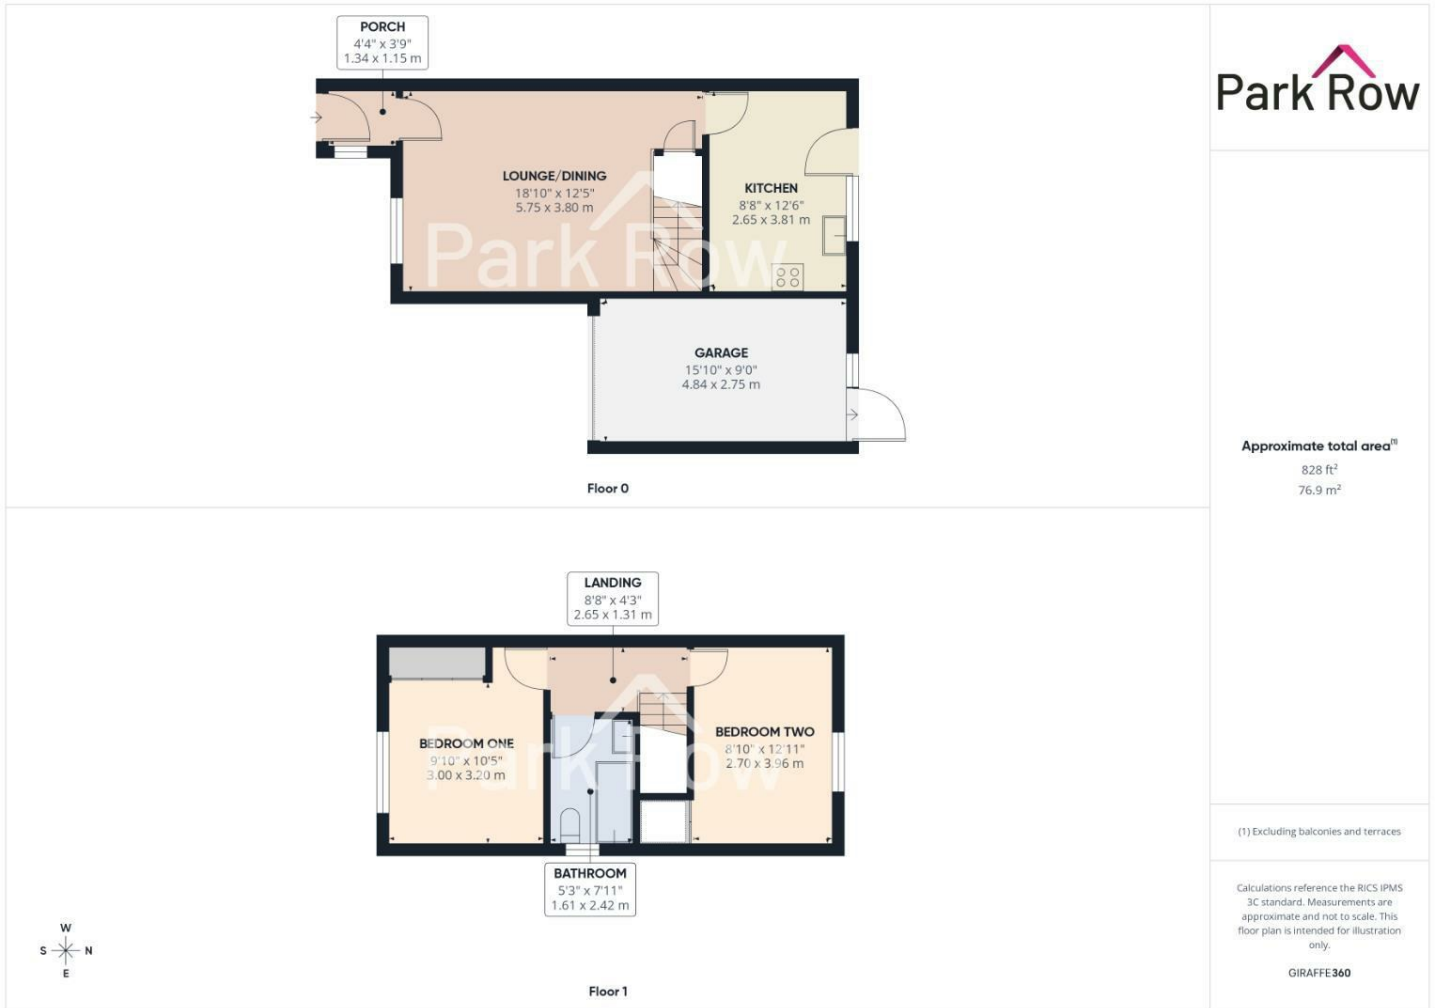 PORCH
4'4" x 3'9"
1.34 x 1.15 m
LOUNGE/DINING
18'10" x 12'5"
5.75 x 3.80 m
KITCHEN
8'8" x 12'6"
2.65 x 3.81 m
Park Row
GARAGE
15'10" x 9'0"
4.84 x 2.75 m
Floor 0
LANDING
8'8" x 4'3"
2.65 x 1.31 m
BEDROOM ONE
9'10" x 10'5"
3.00 x 3.20 m
BEDROOM TWO
8'10" x 12'11"
2.70 x 3.96 m
Park Row
BATHROOM
5'3" x 7'11"
1.61 x 2.42 m
W
S N
E
Floor 1
Park Row
Approximate total area(1)
828 ft²
76.9 m²
(1) Excluding balconies and terraces
Calculations reference the RICS IPMS
3C standard. Measurements are
approximate and not to scale. This
floor plan is intended for illustration
only.
GIRAFFE360